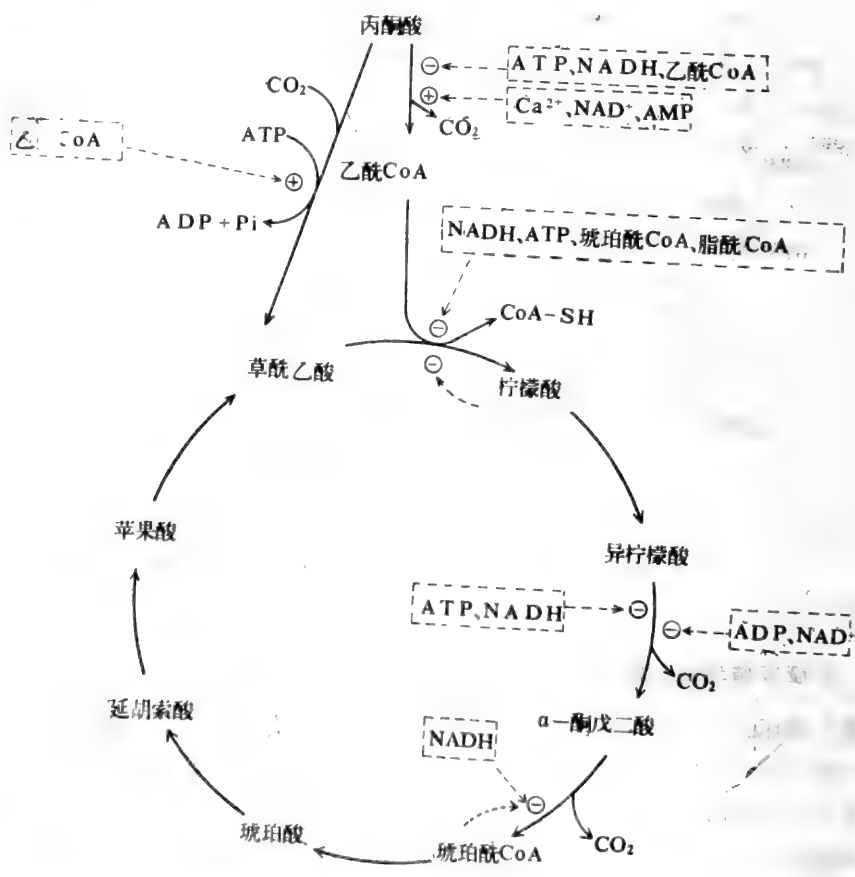 丙酮酸
⊖
ATP、NADH、乙酰CoA
CO₂
⊕
Ca²⁺、NAD⁺、AMP
CO₂
CoA
ATP
乙酰CoA
⊕
ADP+Pi
NADH、ATP、琥珀酰CoA、脂酰CoA
⊖
CoA-SH
草酰乙酸
⊖
柠檬酸
苹果酸
异柠檬酸
ATP、NADH
⊖
⊖
ADP、NAD
CO₂
延胡索酸
α-酮戊二酸
NADH
⊖
琥珀酸
琥珀酰CoA
CO₂